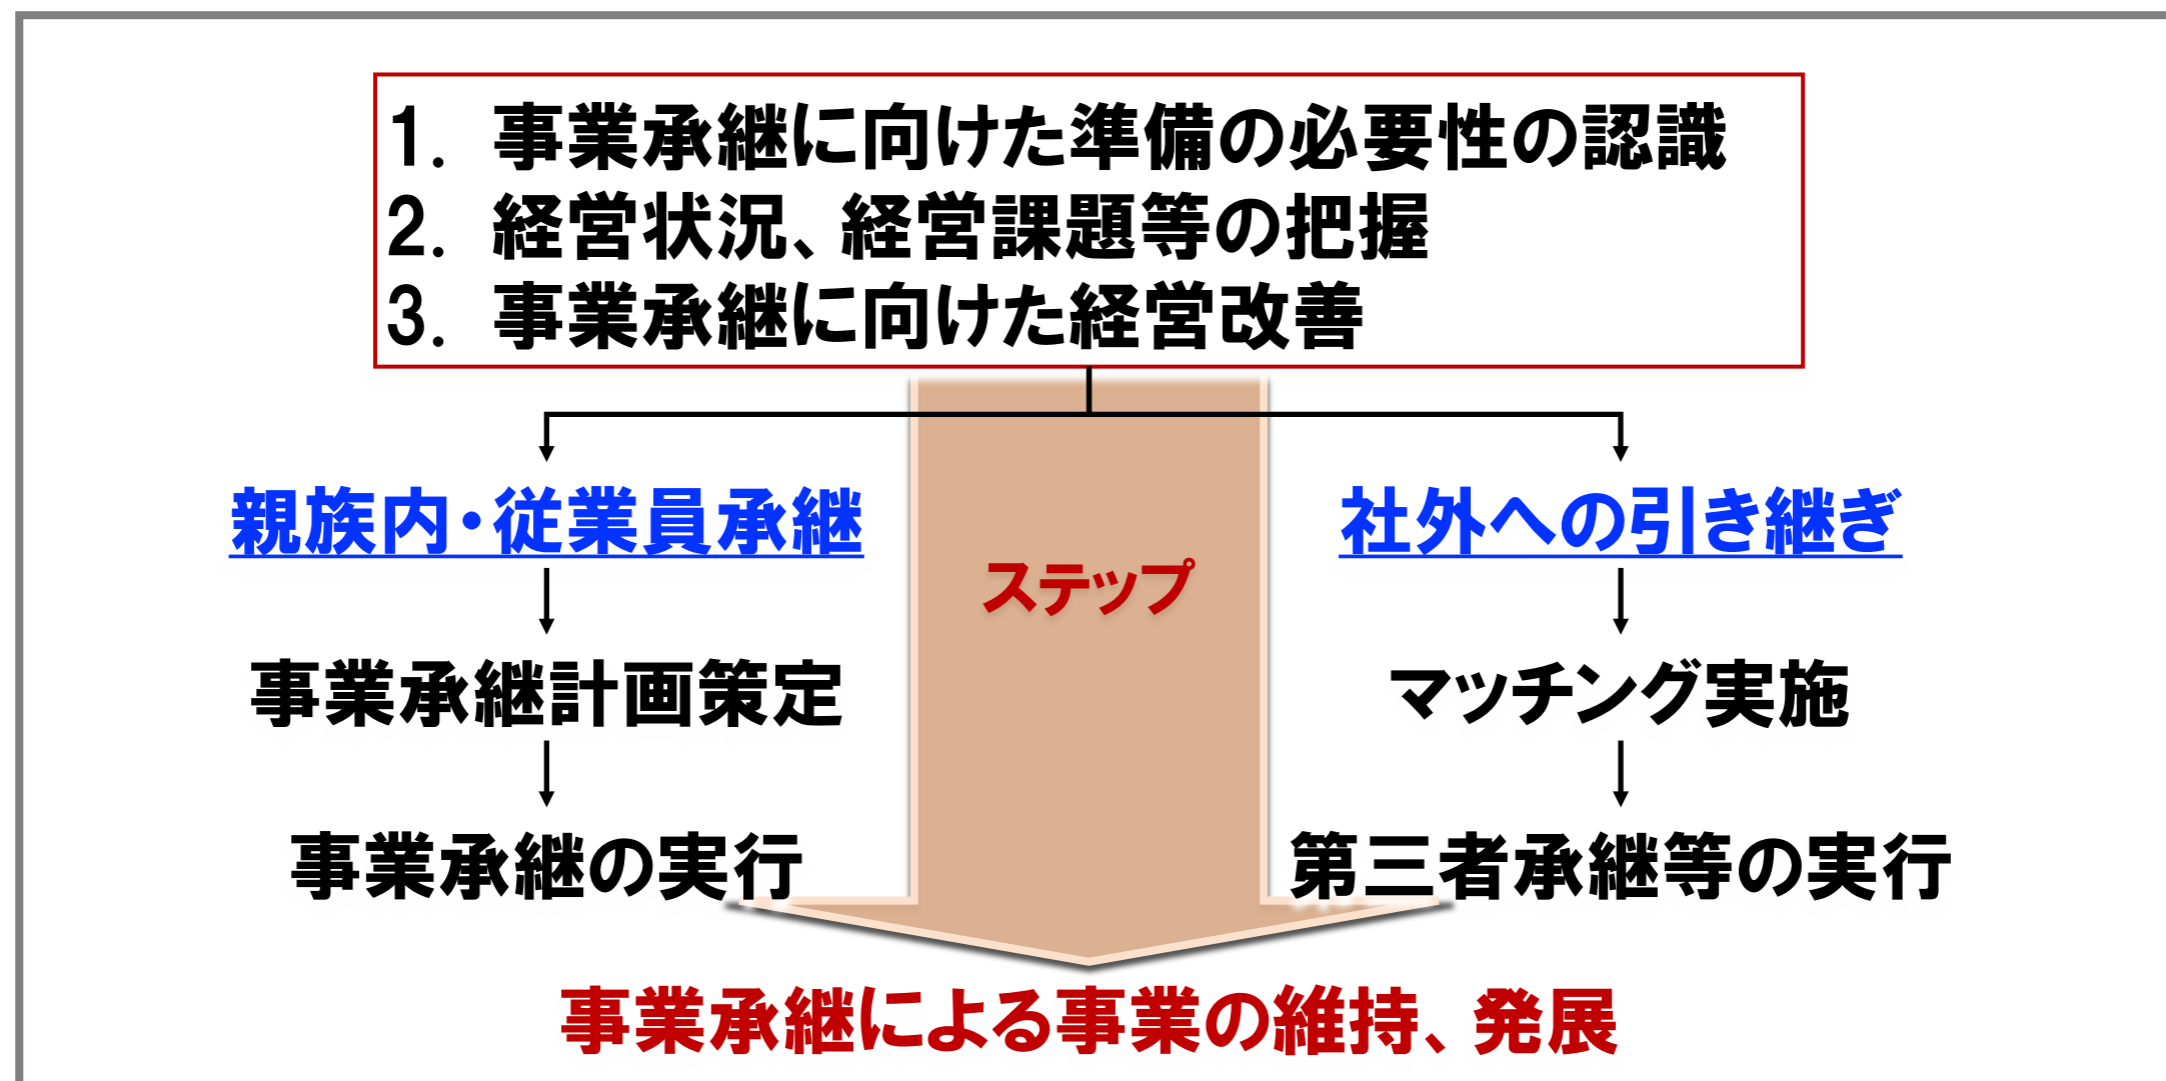 1. 事業承継に向けた準備の必要性の認識
2. 経営状況、経営課題等の把握
3. 事業承継に向けた経営改善
親族内・従業員承継
社外への引き継ぎ
ステップ
事業承継計画策定
マッチング実施
事業承継の実行
第三者承継等の実行
事業承継による事業の維持、発展